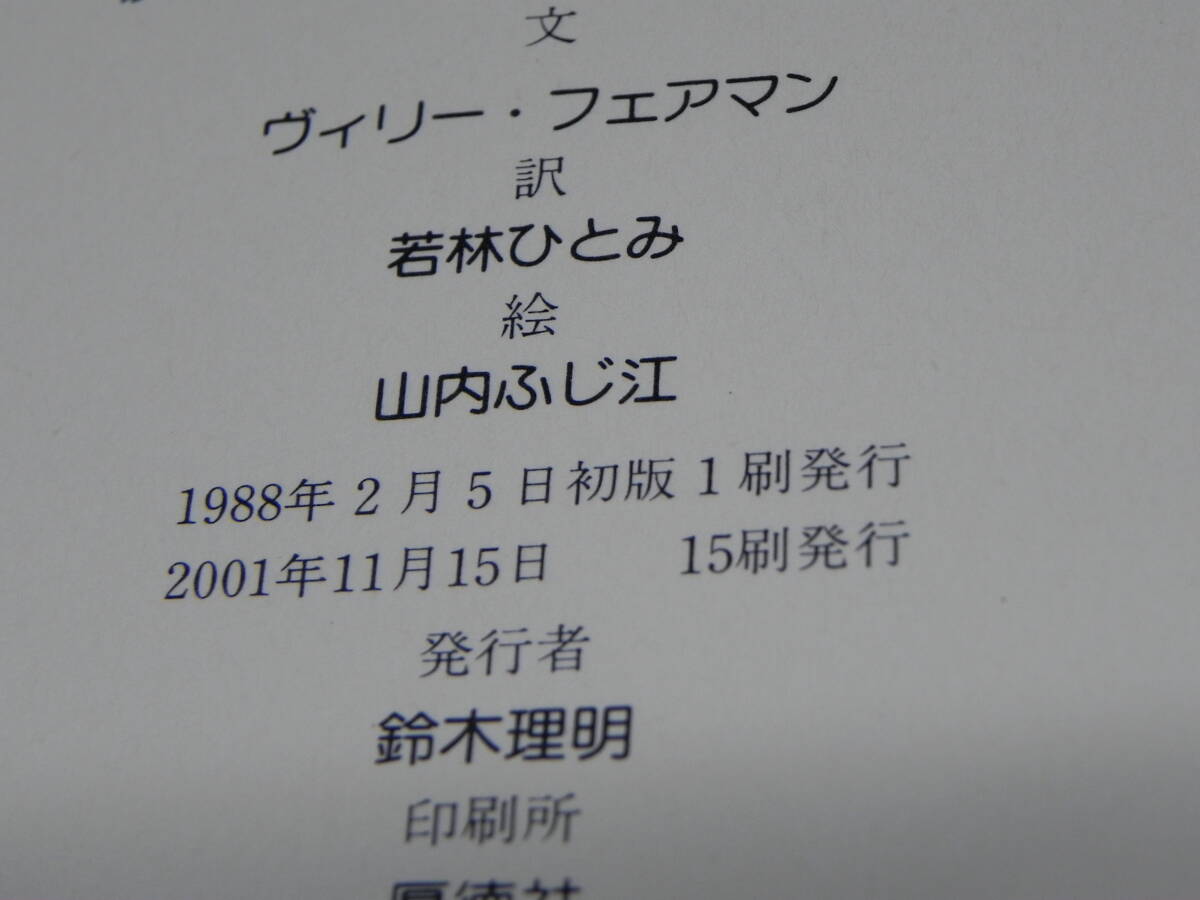 文
ヴィリー・フェアマン
訳
若林ひとみ
絵
山内ふじ江
1988年 2 月 5 日初版 1 刷発行
2001年11月15日 15刷発行
発行者
鈴木理明
印刷所
厚徳社